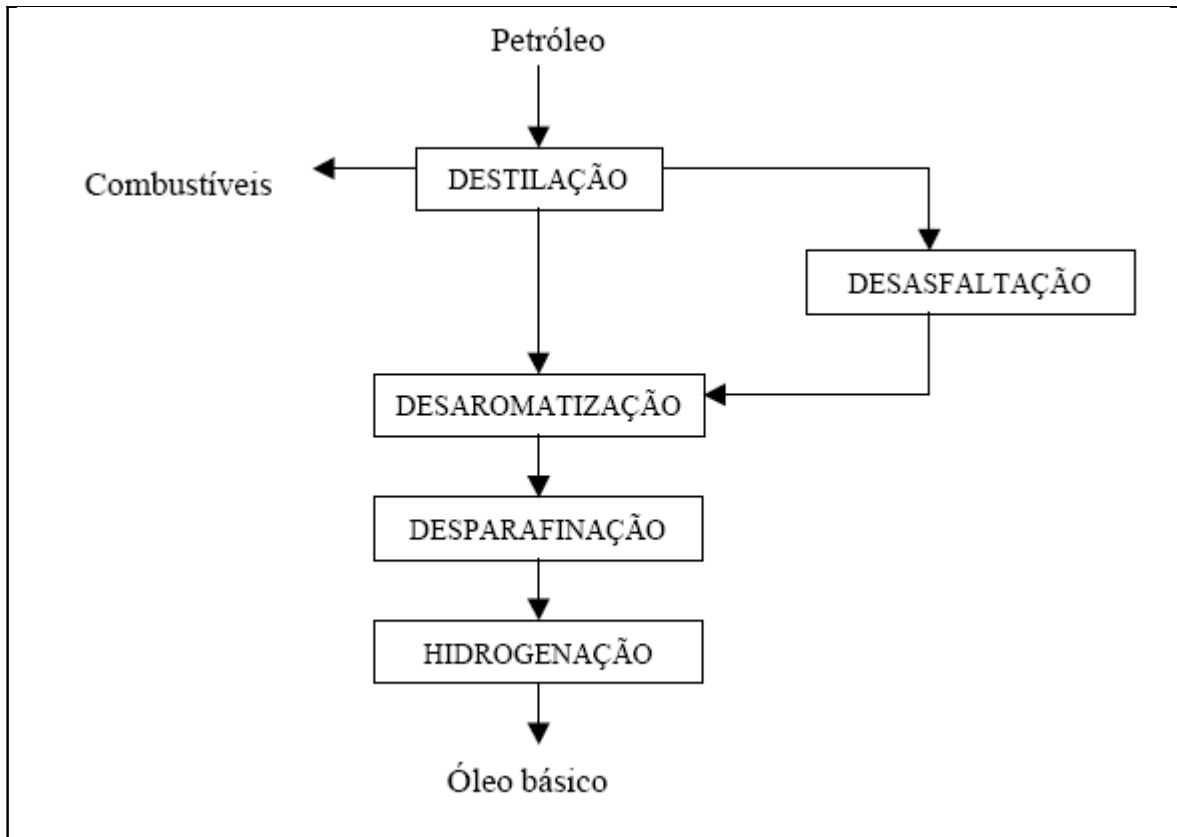 Petróleo
Combustíveis
DESTILAÇÃO
DESASFALTAÇÃO
DESAROMATIZAÇÃO
DESPARAFINAÇÃO
HIDROGENAÇÃO
Óleo básico